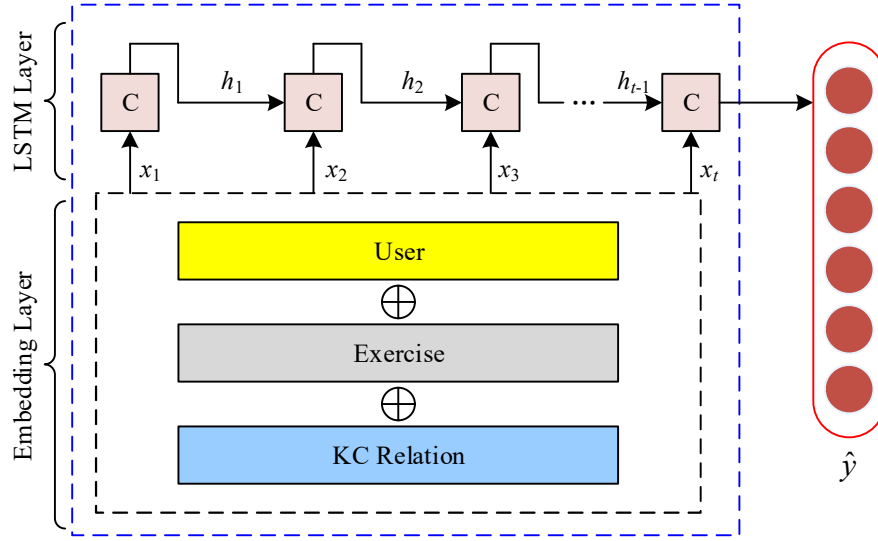 LSTM Layer
C
h1
C
h2
C
...
ht-1
C
x1
x2
x3
xt
Embedding Layer
User
Exercise
KC Relation
ŷ